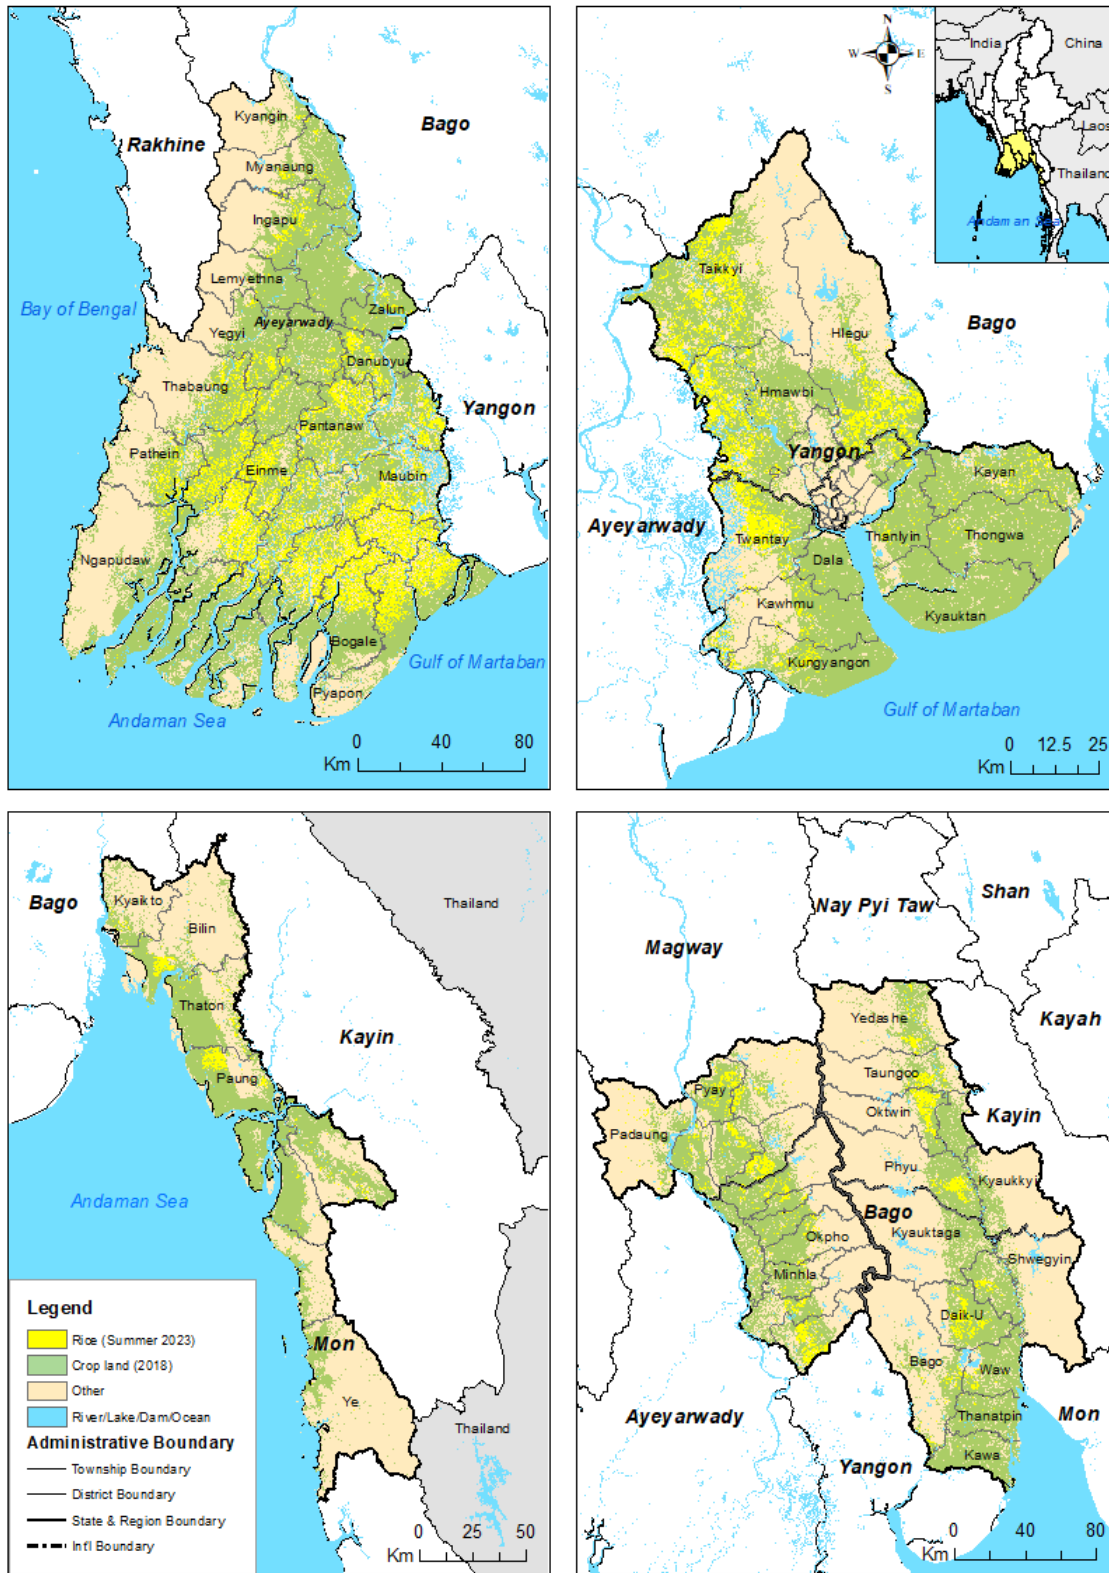 Kyangin
Rakhine
Bago
Myanaung
Ingapu
Lemyethna
Bay of Bengal
Zalun
Ayeyarwady
Yegyi
Danubyu
Thabaung
Yangon
Pantanaw
Pathein
Einme
Maubin
Ngapudaw
Bogale
Gulf of Martaban
Pyapon
Andaman Sea
0 40 80
Km
N
W E
S
India
China
Laos
Thailand
Andaman Sea
Taikkyi
Bago
Hlegu
Hmawbi
Yangon
Kayan
Ayeyarwady
Twantay
Thanlyin
Thongwa
Dala
Kawhmu
Kyauktan
Kungyangon
Gulf of Martaban
0 12.5 25
Km
Bago
Kyaikto
Bilin
Thailand
Thaton
Kayin
Paung
Andaman Sea
Mon
Ye
Thailand
0 25 50
Km
Legend
Rice (Summer 2023)
Crop land (2018)
Other
River/Lake/Dam/Ocean
Administrative Boundary
Township Boundary
District Boundary
State & Region Boundary
Int'l Boundary
Shan
Nay Pyi Taw
Magway
Kayah
Yedashe
Taungoo
Pyay
Oktwin
Kayin
Padaung
Phyu
Kyaukkyi
Bago
Kyauktaga
Okpho
Shwegyin
Minhla
Daik-U
Bago
Waw
Ayeyarwady
Thanatpin
Mon
Kawa
Yangon
0 40 80
Km